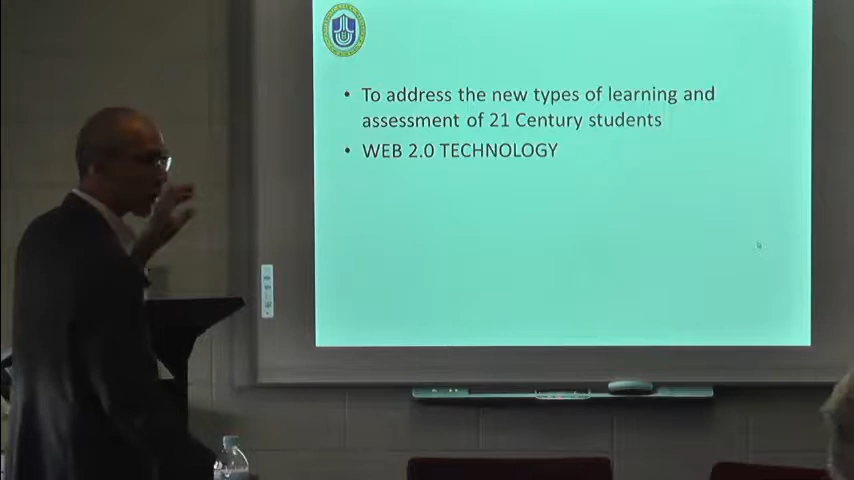 • To address the new types of learning and
assessment of 21 Century students
• WEB 2.0 TECHNOLOGY